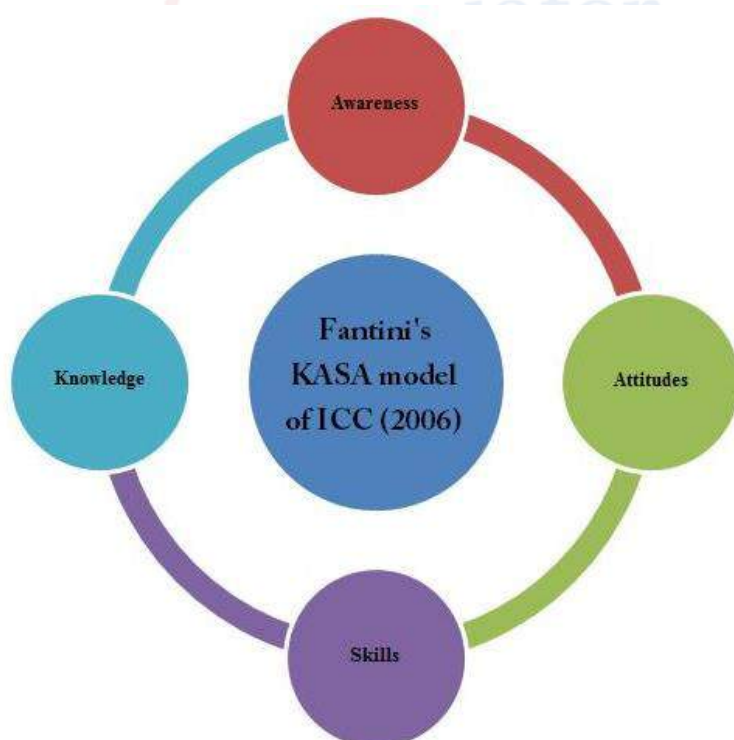 Awareness
Fantini's
KASA model
of ICC (2006)
Knowledge
Attitudes
Skills